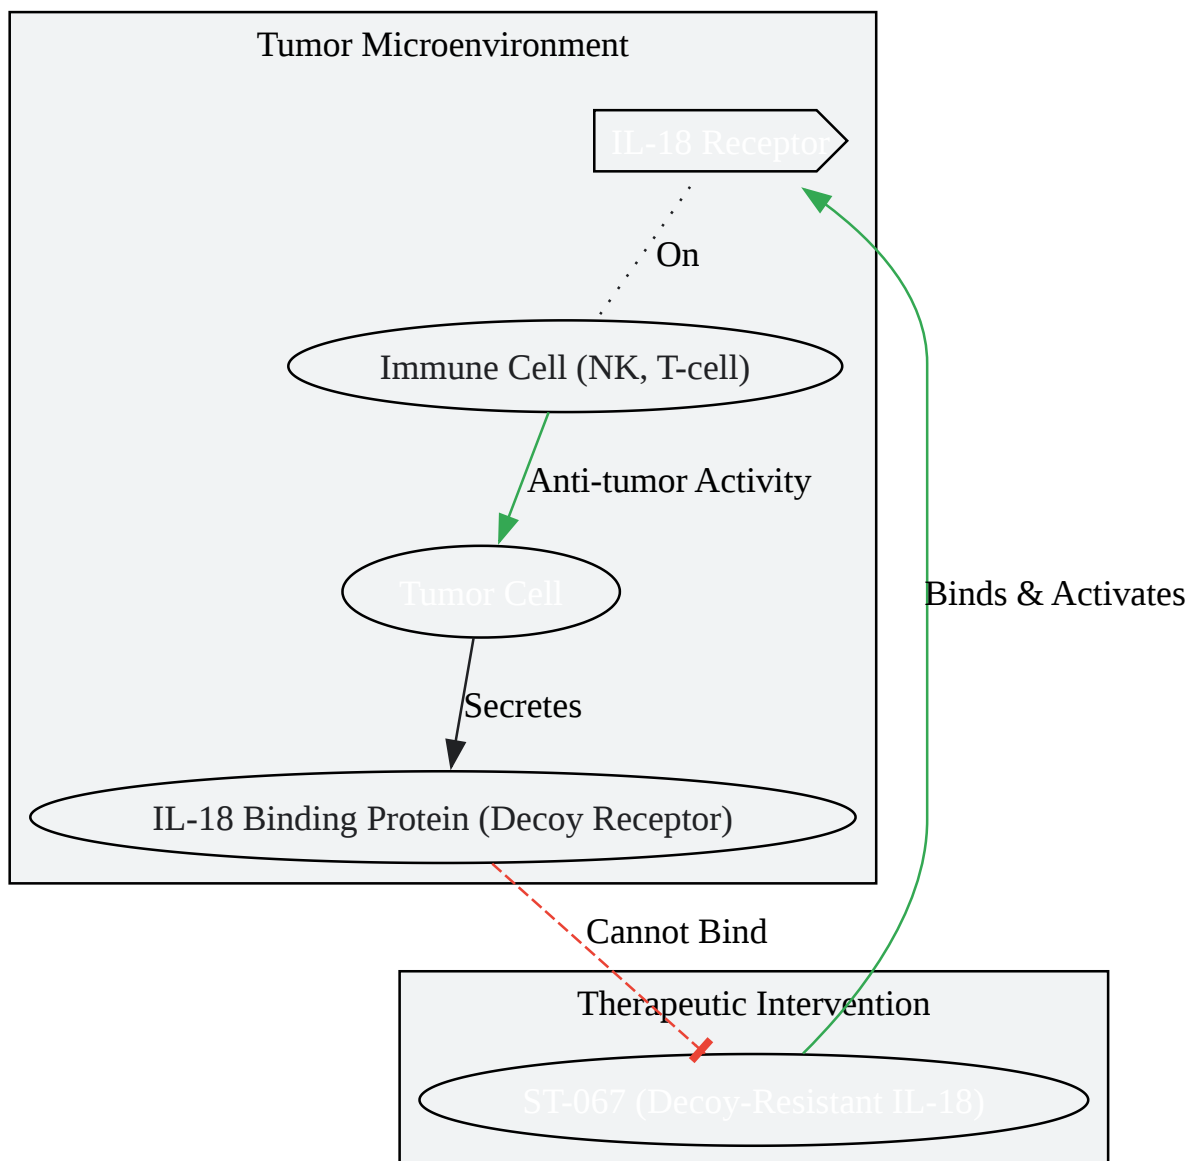 Tumor Microenvironment
IL-18 Receptor
On
Immune Cell (NK, T-cell)
Anti-tumor Activity
Tumor Cell
Binds & Activates
Secretes
IL-18 Binding Protein (Decoy Receptor)
Cannot Bind
Therapeutic Intervention
ST-067 (Decoy-Resistant IL-18)